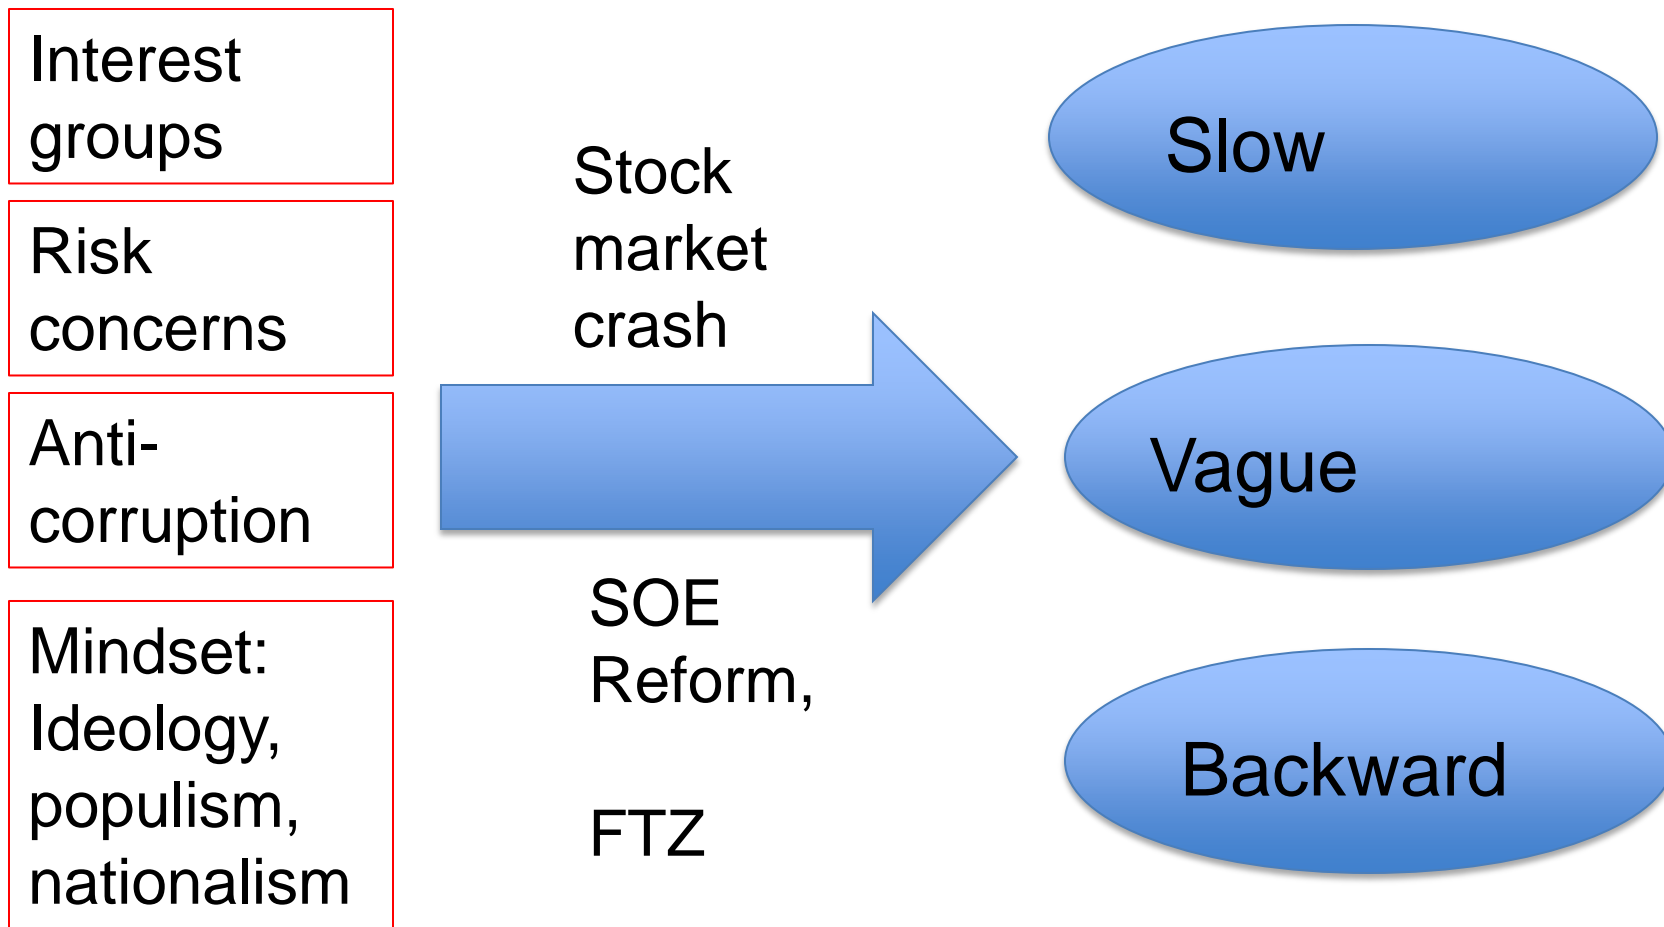 Interest
groups
Risk
concerns
Anti-
corruption
Mindset:
Ideology,
populism,
nationalism
Stock
market
crash
SOE
Reform,
FTZ
Slow
Vague
Backward